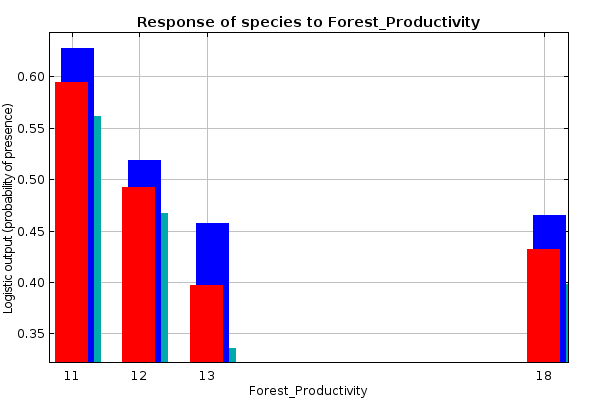 Response of species to Forest_Productivity
Logistic output (probability of presence)
0.60
0.55
0.50
0.45
0.40
0.35
11 12 13 18
Forest_Productivity